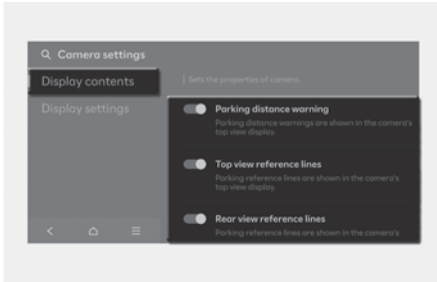 Camera settings
Display contents
Sets the properties of camera.
Display settings
Parking distance warning
Parking distance warnings are shown in the camera's
top view display.
Top view reference lines
Parking reference lines are shown in the camera's
top view display.
Rear view reference lines
Parking reference lines are shown in the camera's